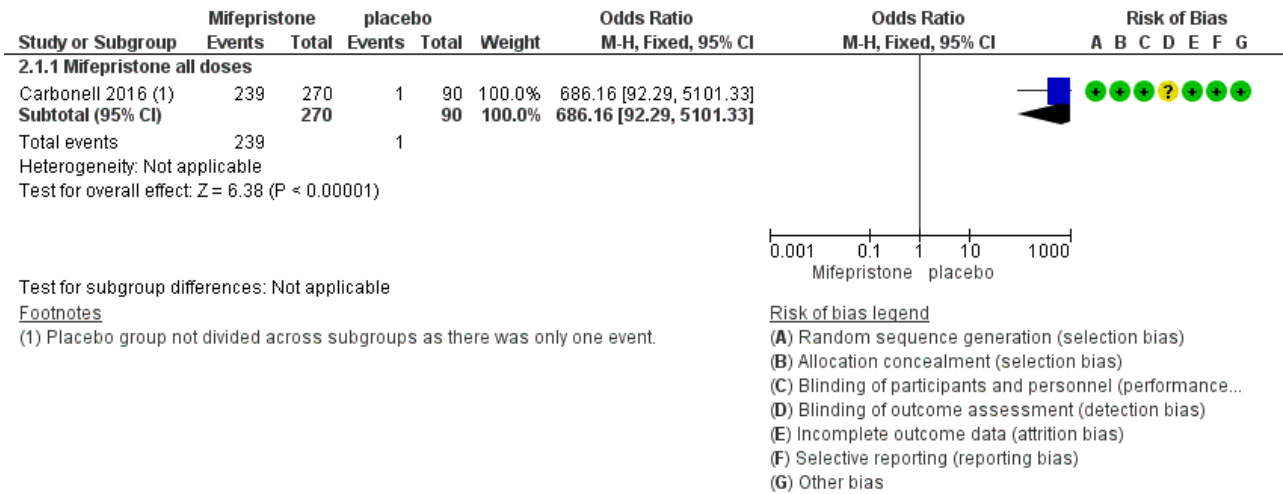 Mifepristone placebo Odds Ratio Odds Ratio Risk of Bias
Study or Subgroup Events Total Events Total Weight M-H, Fixed, 95% CI M-H, Fixed, 95% CI A B C D E F G
2.1.1 Mifepristone all doses
Carbonell 2016 (1) 239 270 1 90 100.0% 686.16 [92.29, 5101.33] + + + ? + + +
Subtotal (95% CI) 270 90 100.0% 686.16 [92.29, 5101.33]
Total events 239 1
Heterogeneity: Not applicable
Test for overall effect: Z = 6.38 (P < 0.00001)
0.001 0.1 1 10 1000
Mifepristone placebo
Test for subgroup differences: Not applicable
Footnotes
(1) Placebo group not divided across subgroups as there was only one event.
Risk of bias legend
(A) Random sequence generation (selection bias)
(B) Allocation concealment (selection bias)
(C) Blinding of participants and personnel (performance...
(D) Blinding of outcome assessment (detection bias)
(E) Incomplete outcome data (attrition bias)
(F) Selective reporting (reporting bias)
(G) Other bias